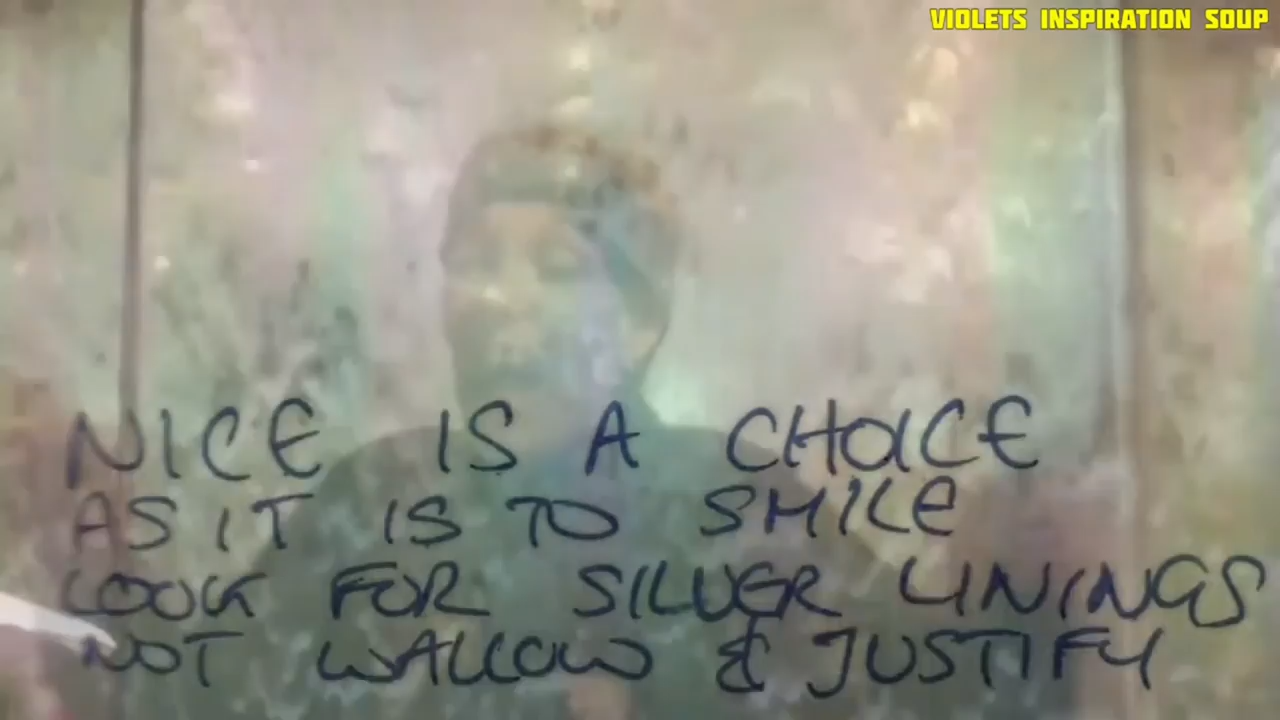 VIOLETS INSPIRATION SOUP
NICE IS A CHOICE
AS IT IS TO SMILE
LOOK FOR SILVER LININGS
NOT WALLOW & JUSTIFY